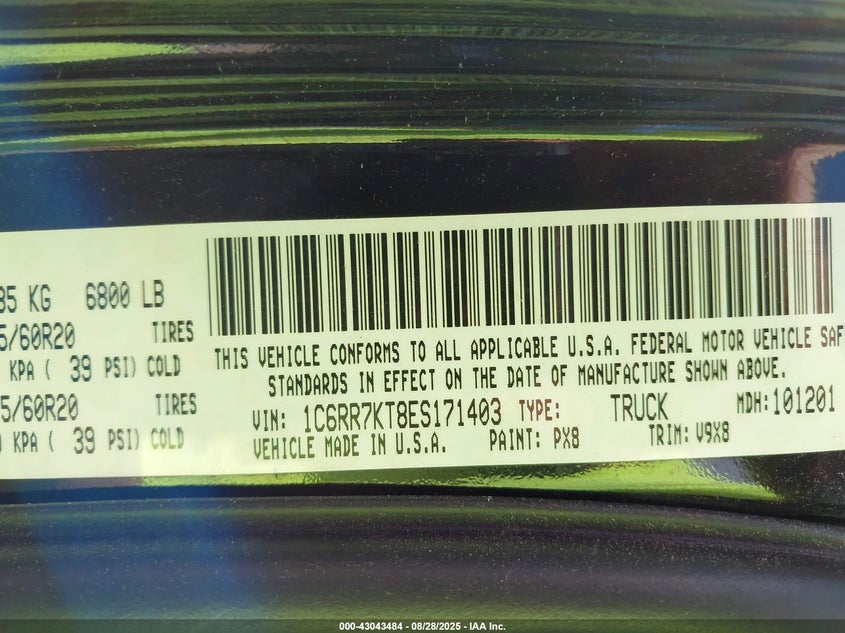 85 KG 6800 LB
5/60R20 TIRES
KPA ( 39 PSI) COLD
5/60R20 TIRES
KPA ( 39 PSI) COLD
THIS VEHICLE CONFORMS TO ALL APPLICABLE U.S.A. FEDERAL MOTOR VEHICLE SAF
STANDARDS IN EFFECT ON THE DATE OF MANUFACTURE SHOWN ABOVE.
VIN: 1C6RR7KT8ES171403 TYPE: TRUCK MDH:101201
VEHICLE MADE IN U.S.A. PAINT: PX8 TRIM: V9X8
000-43043484 - 08/28/2025 - IAA Inc.